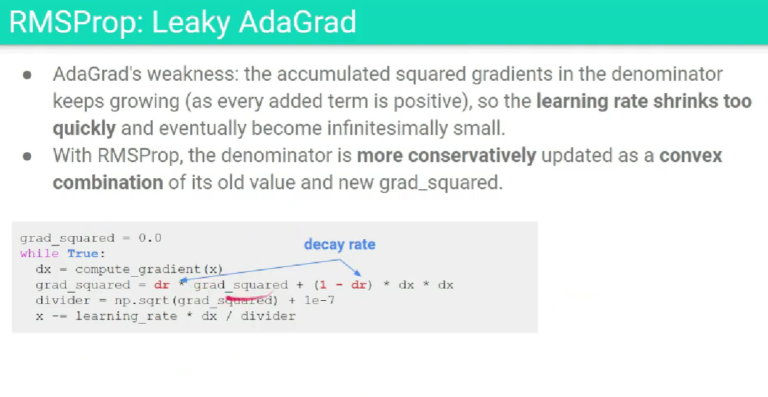 RMSProp: Leaky AdaGrad
● AdaGrad's weakness: the accumulated squared gradients in the denominator
keeps growing (as every added term is positive), so the learning rate shrinks too
quickly and eventually become infinitesimally small.
● With RMSProp, the denominator is more conservatively updated as a convex
combination of its old value and new grad_squared.
grad_squared = 0.0
decay rate
while True:
dx = compute_gradient(x)
grad_squared = dr * grad_squared + (1 - dr) * dx * dx
divider = np.sqrt(grad_squared) + 1e-7
x -= learning_rate * dx / divider